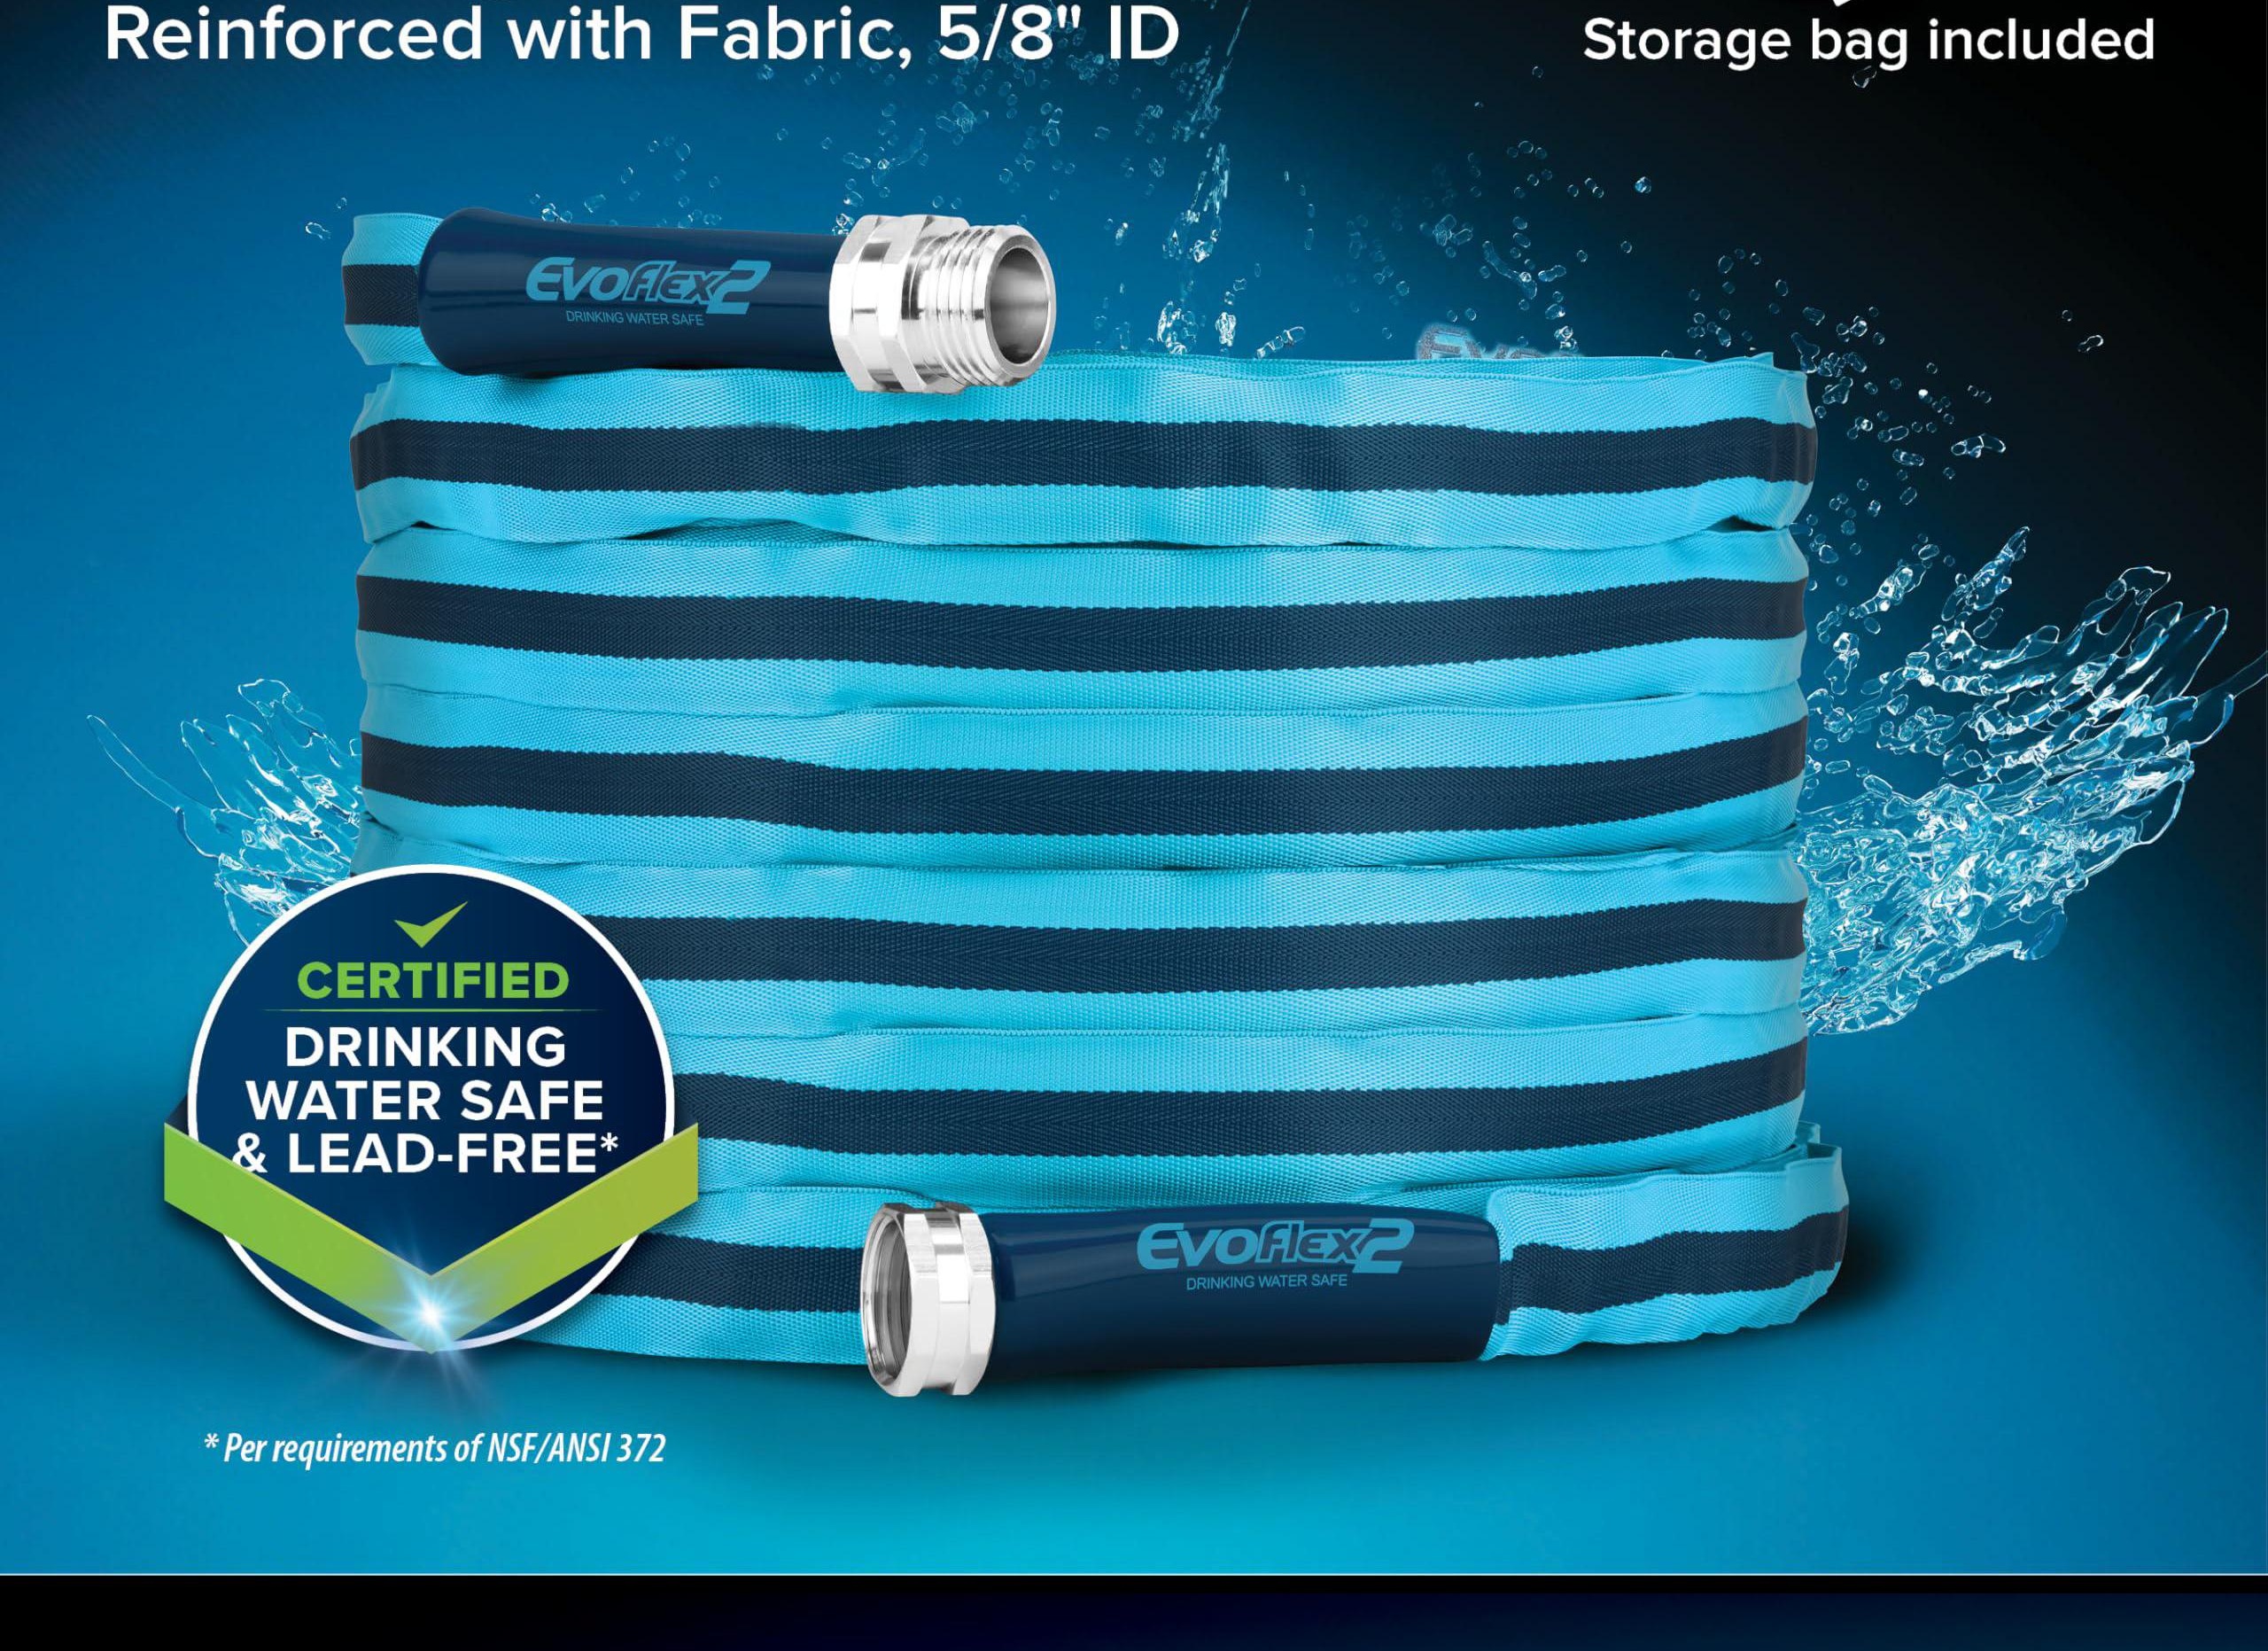 Reinforced with Fabric, 5/8" ID
Storage bag included
EVOFlex2
DRINKING WATER SAFE
CERTIFIED
DRINKING
WATER SAFE
& LEAD-FREE*
EVOFlex2
DRINKING WATER SAFE
* Per requirements of NSF/ANSI 372